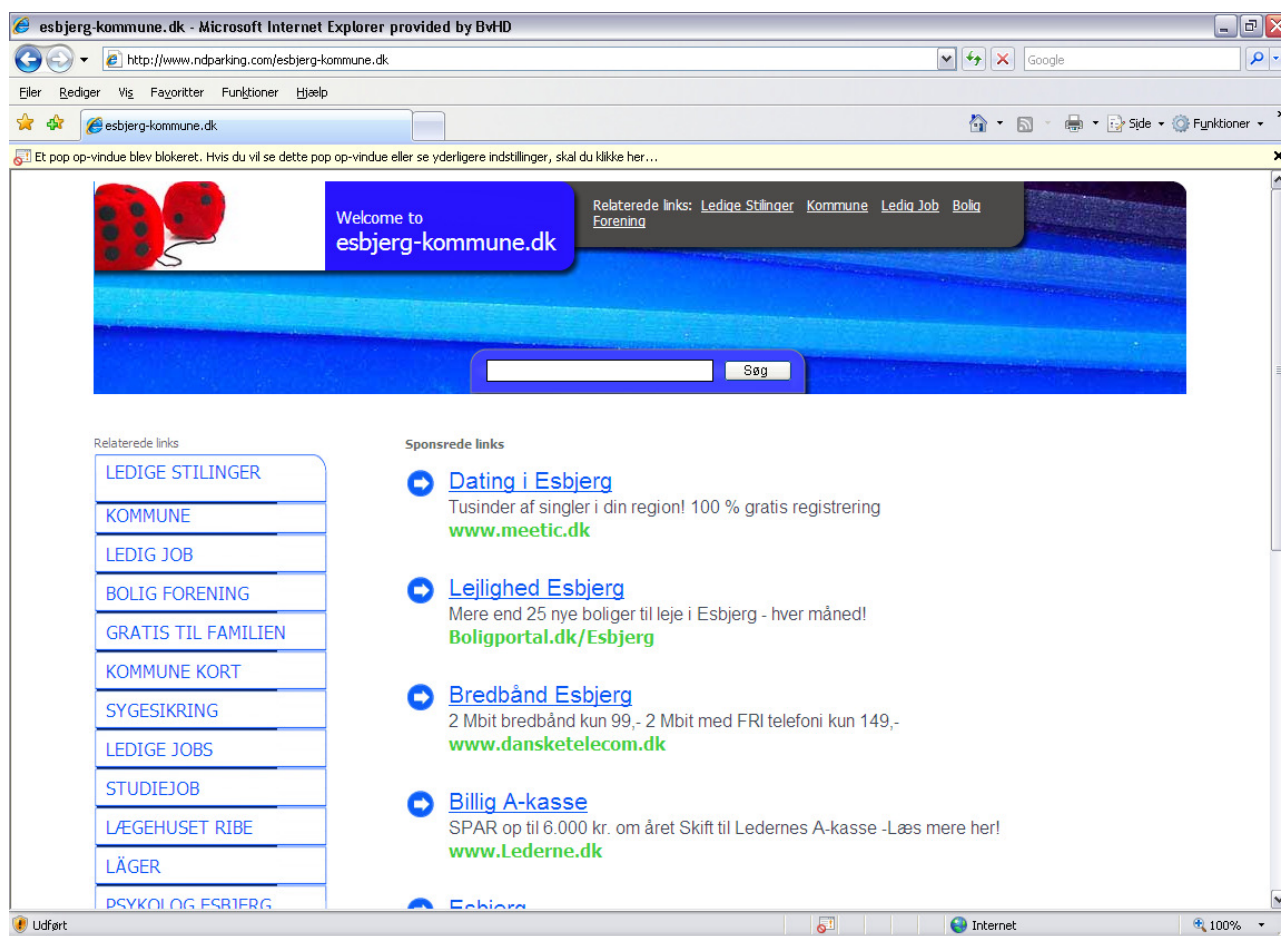 esbjerg-kommune.dk - Microsoft Internet Explorer provided by BvHD
http://www.ndparking.com/esbjerg-kommune.dk
Google
Filer Rediger Vis Favoritter Funktioner Hjælp
esbjerg-kommune.dk
Side Funktioner
Et pop op-vindue blev blokeret. Hvis du vil se dette pop op-vindue eller se yderligere indstillinger, skal du klikke her...
Welcome to
esbjerg-kommune.dk
Relaterede links: Ledige Stilinger Kommune Ledig Job Bolig
Forening
Søg
Relaterede links
LEDIGE STILINGER
KOMMUNE
LEDIG JOB
BOLIG FORENING
GRATIS TIL FAMILIEN
KOMMUNE KORT
SYGESIKRING
LEDIGE JOBS
STUDIEJOB
LÆGEHUSET RIBE
LÄGER
PSYKOLOG ESBJERG
Sponsrede links
Dating i Esbjerg
Tusinder af singler i din region! 100 % gratis registrering
www.meetic.dk
Lejlighed Esbjerg
Mere end 25 nye boliger til leje i Esbjerg - hver måned!
Boligportal.dk/Esbjerg
Bredbånd Esbjerg
2 Mbit bredbånd kun 99,- 2 Mbit med FRI telefoni kun 149,-
www.dansketelecom.dk
Billig A-kasse
SPAR op til 6.000 kr. om året Skift til Ledernes A-kasse -Læs mere her!
www.Lederne.dk
Esbjerg
Udført
Internet
100%